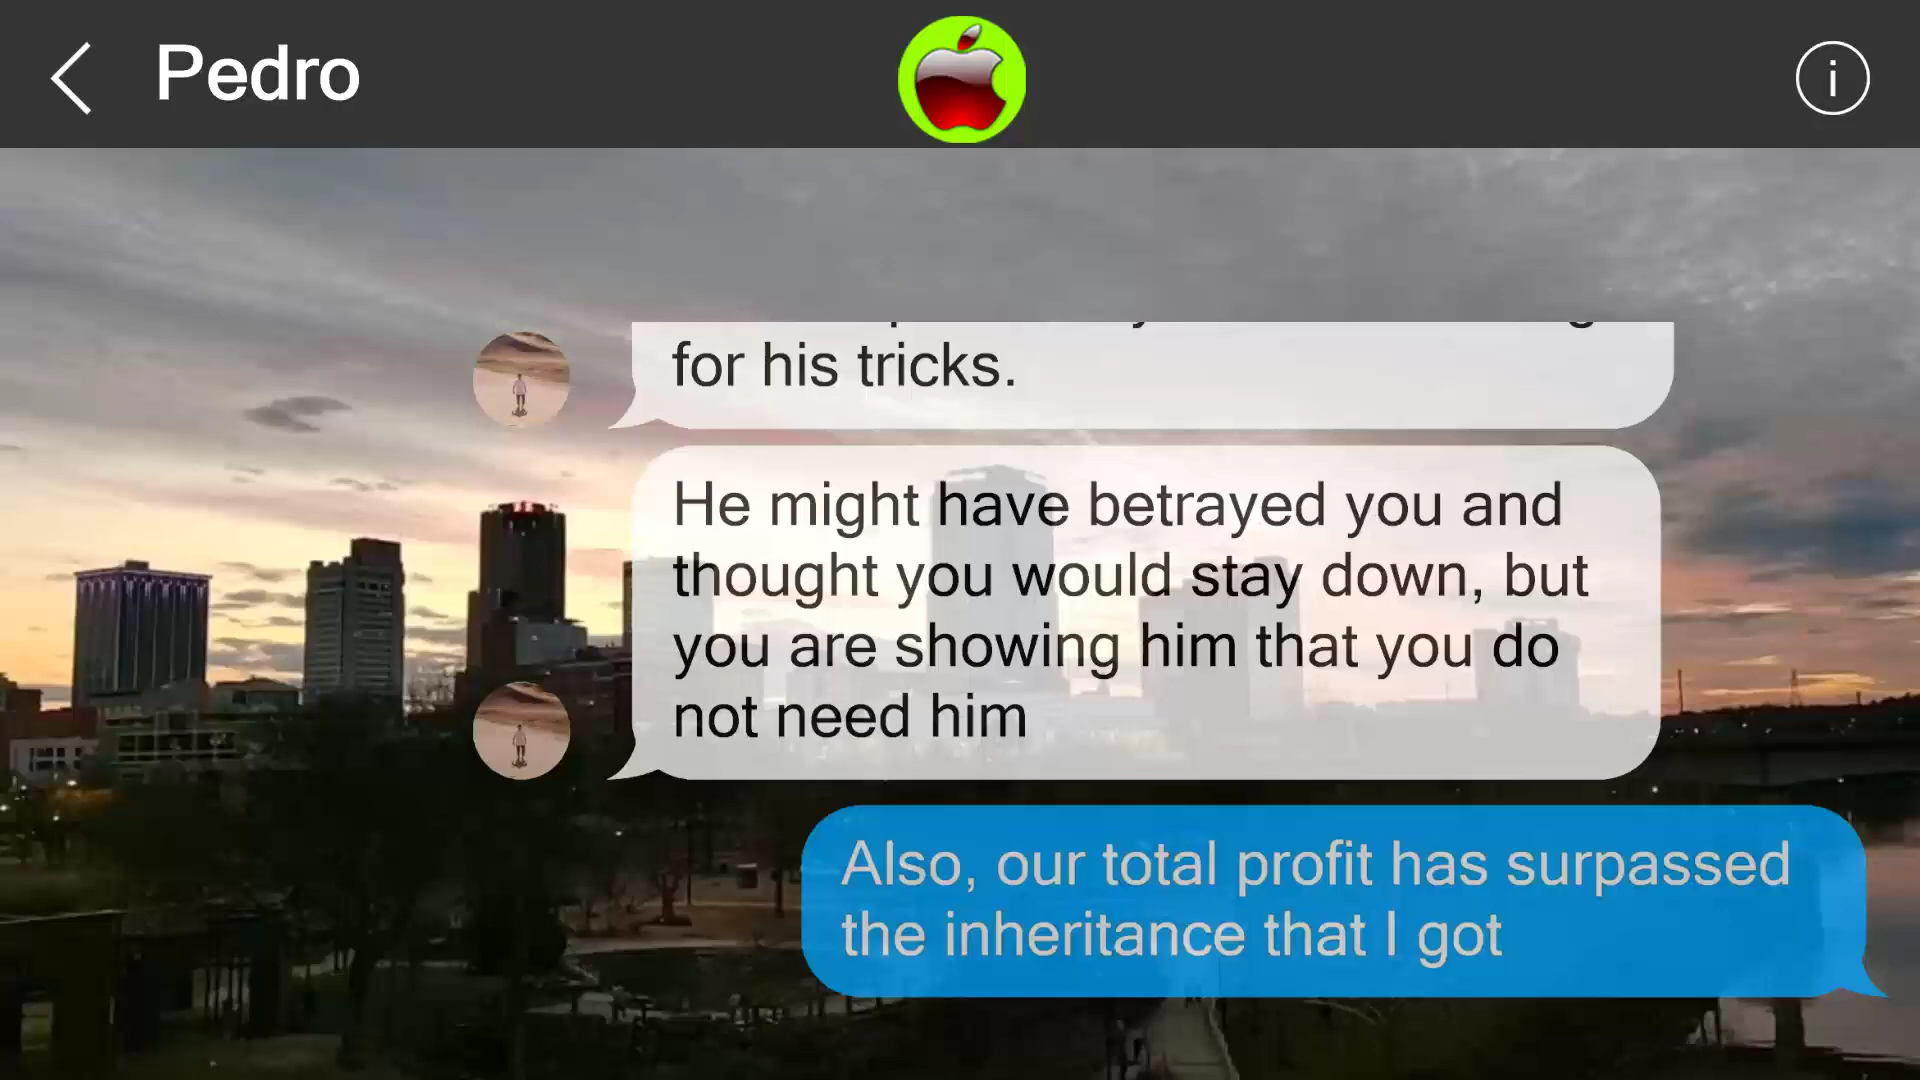 Pedro
i
for his tricks.
He might have betrayed you and
thought you would stay down, but
you are showing him that you do
not need him
Also, our total profit has surpassed
the inheritance that I got